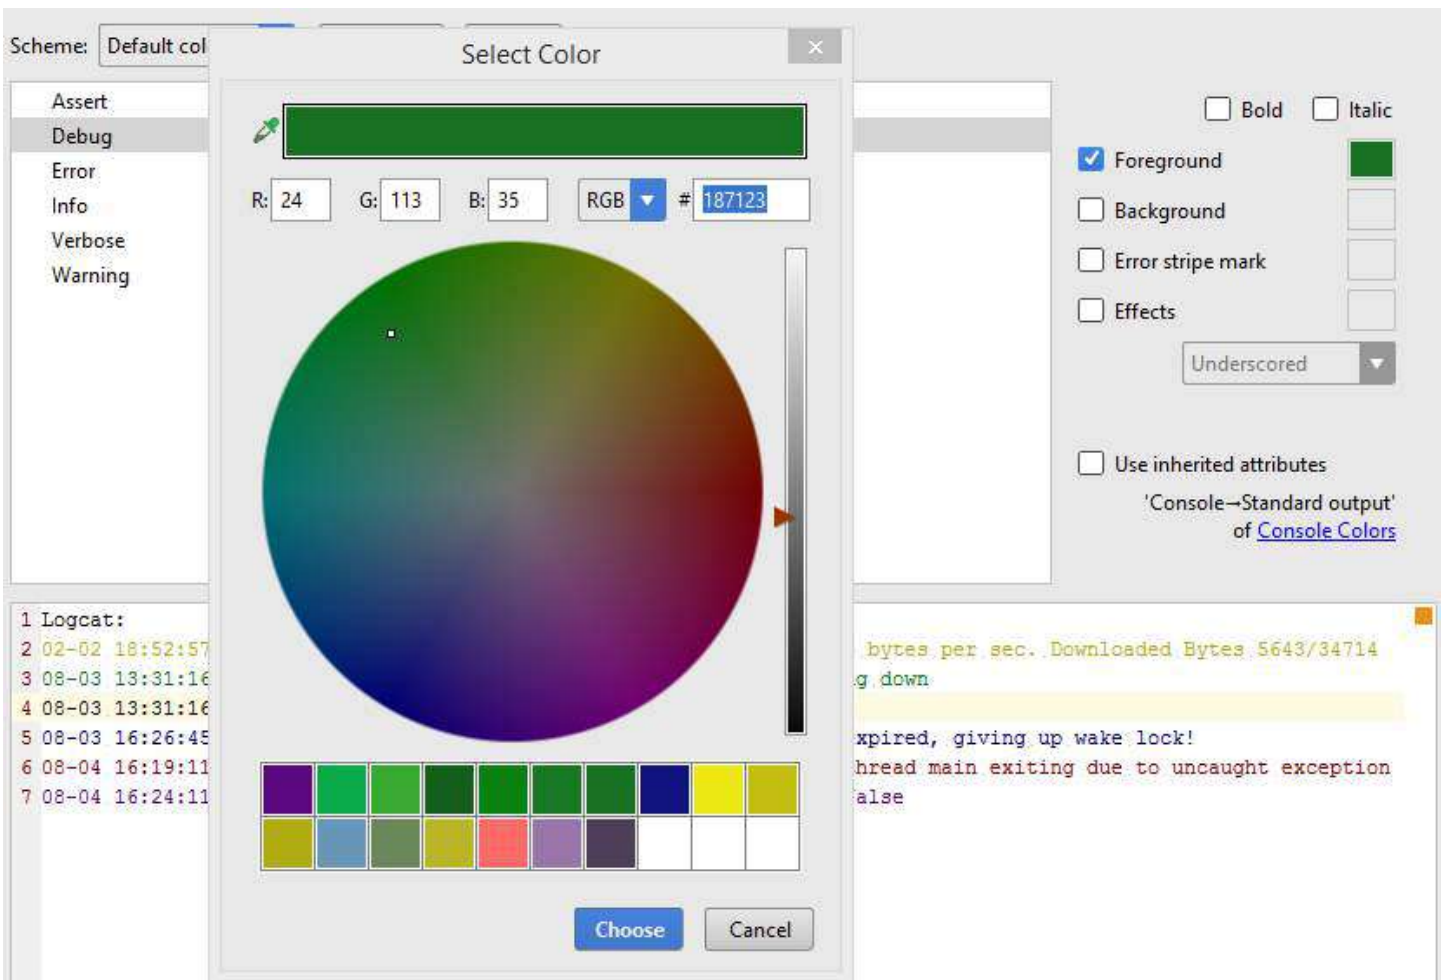 Scheme: Default col
Select Color
×
Assert
Debug
Error
Info
Verbose
Warning
R: 24 G: 113 B: 35 RGB # 187123
Bold Italic
Foreground
Background
Error stripe mark
Effects
Underscored
Use inherited attributes
'Console→Standard output'
of Console Colors
1 Logcat:
2 02-02 18:52:57 bytes per sec. Downloaded Bytes 5643/34714
3 08-03 13:31:16 g down
4 08-03 13:31:16
5 08-03 16:26:45 xpired, giving up wake lock!
6 08-04 16:19:11 hread main exiting due to uncaught exception
7 08-04 16:24:11 alse
Choose Cancel